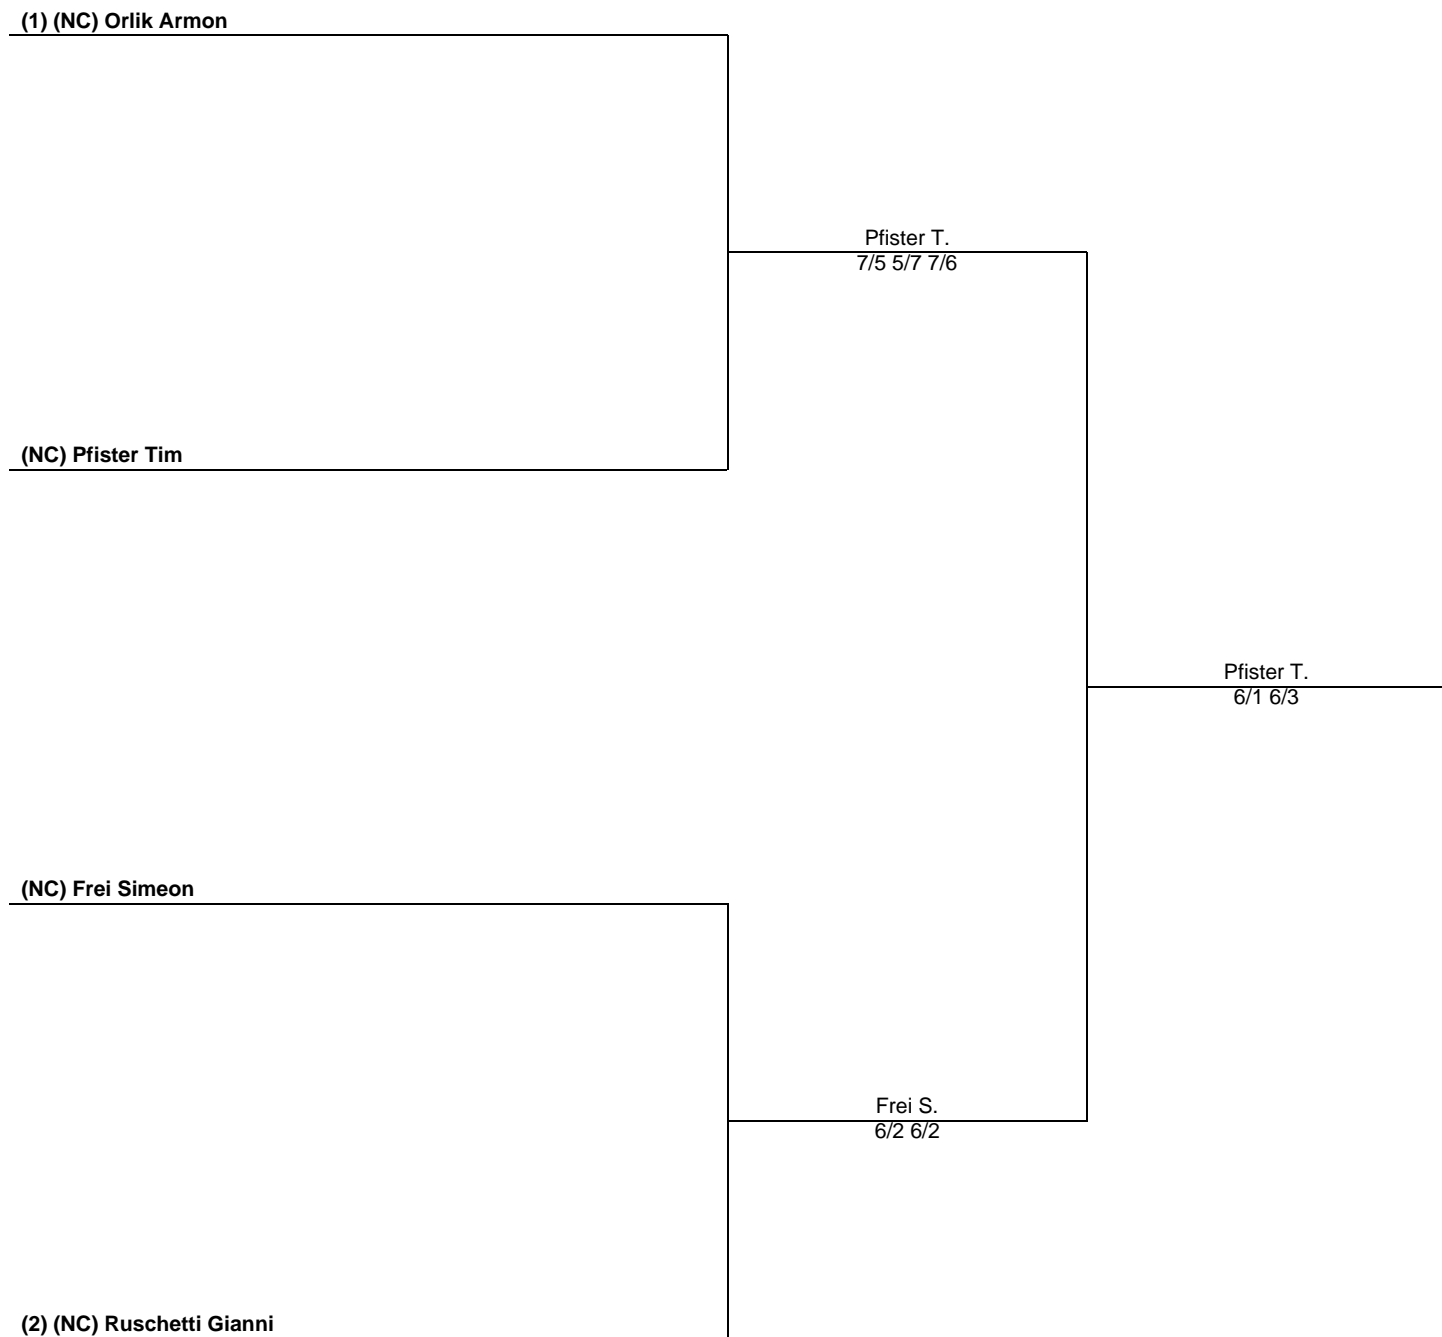 (1) (NC) Orlik Armon
Pfister T.
7/5 5/7 7/6
(NC) Pfister Tim
Pfister T.
6/1 6/3
(NC) Frei Simeon
Frei S.
6/2 6/2
(2) (NC) Ruschetti Gianni